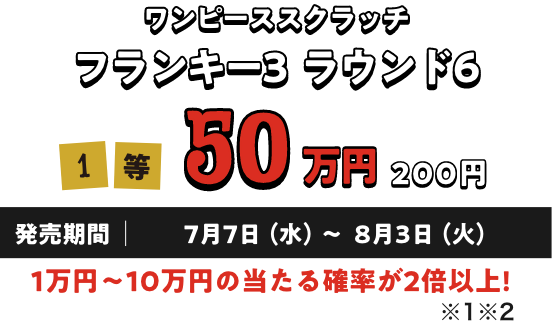 ワンピーススクラッチ
フランキー3 ラウンド6
1等 50万円 200円
発売期間 | 7月7日（水）～ 8月3日（火）
1万円～10万円の当たる確率が2倍以上!
※1※2